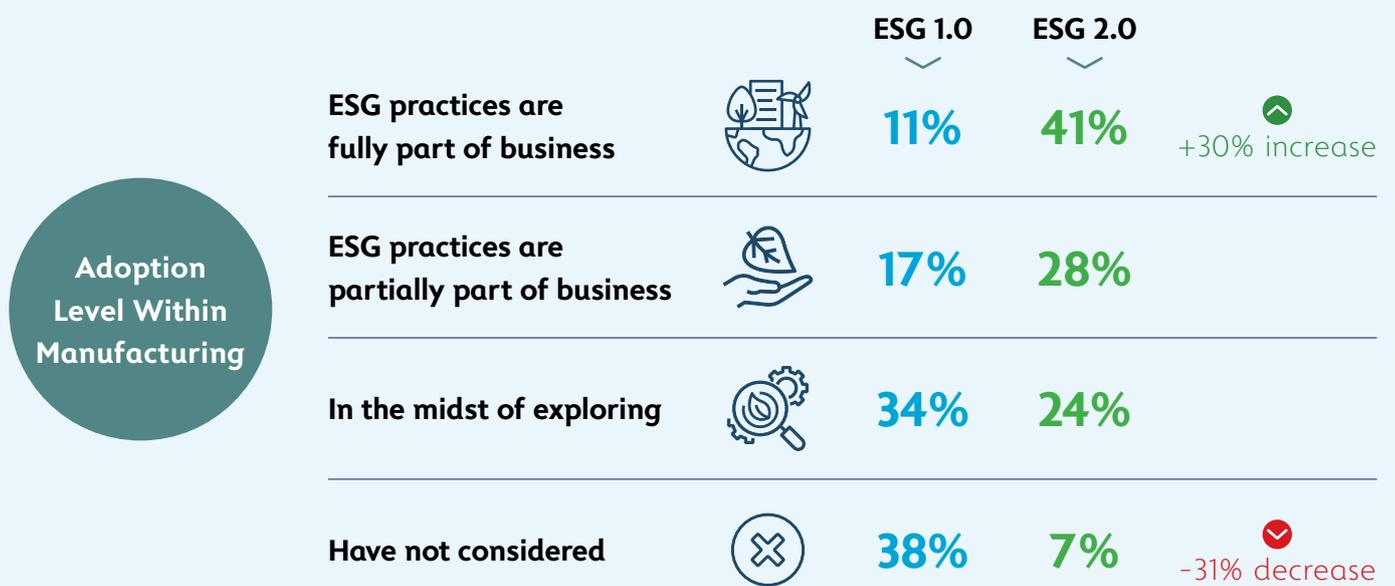 ESG 1.0 ESG 2.0
ESG practices are
fully part of business
11% 41%
+30% increase
ESG practices are
partially part of business
17% 28%
Adoption
Level Within
Manufacturing
In the midst of exploring 34% 24%
Have not considered 38% 7%
-31% decrease